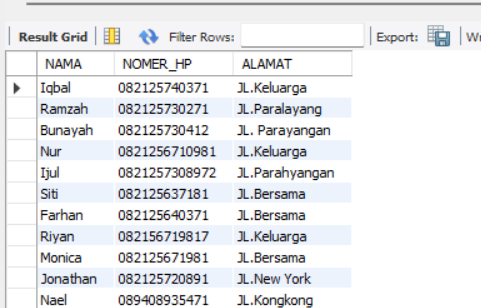 Result Grid Filter Rows: Export:
NAMA NOMER_HP ALAMAT
Iqbal 082125740371 JL.Keluarga
Ramzah 082125730271 JL.Paralayang
Bunayah 082125730412 JL. Parayangan
Nur 0821256710981 JL.Keluarga
Ijul 0821257308972 JL.Parahyangan
Siti 082125637181 JL.Bersama
Farhan 082125640371 JL.Bersama
Riyan 082156719817 JL.Keluarga
Monica 082125671981 JL.Bersama
Jonathan 082125720891 JL.New York
Nael 089408935471 JL.Kongkong